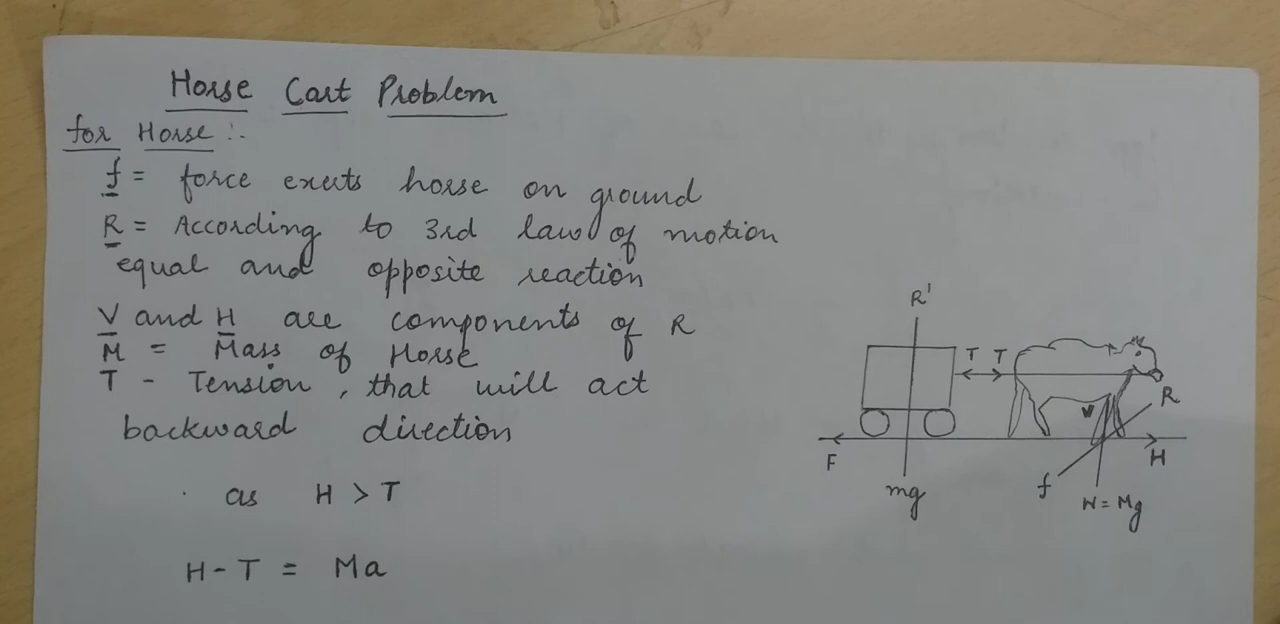 Horse Cart Problem
for Horse :-
f = force exerts horse on ground
R = According to 3rd law of motion
equal and opposite reaction
V and H are components of R
M = Mass of Horse
T - Tension, that will act
backward direction
as H > T
H - T = Ma
R'
T T
R
V
F
H
f
mg
W = Mg